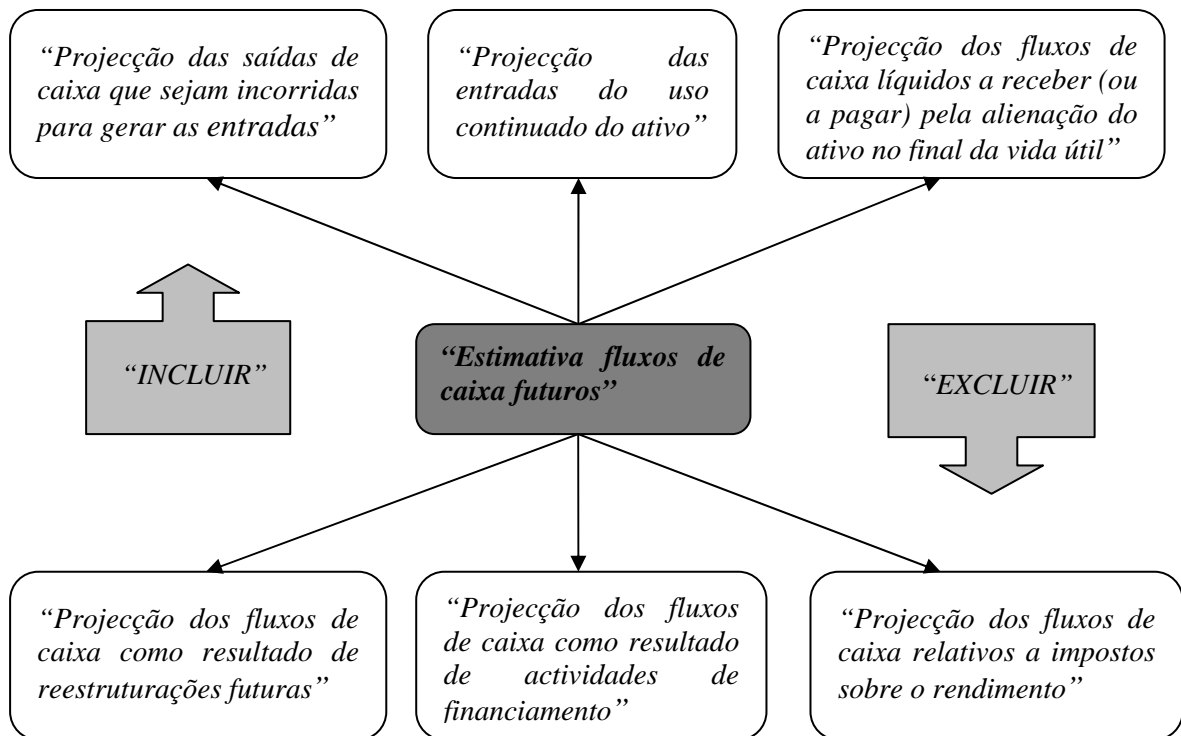 “Projecção das saídas de
caixa que sejam incorridas
para gerar as entradas”
“Projecção das
entradas do uso
continuado do ativo”
“Projecção dos fluxos de
caixa líquidos a receber (ou
a pagar) pela alienação do
ativo no final da vida útil”
“INCLUIR”
“Estimativa fluxos de
caixa futuros”
“EXCLUIR”
“Projecção dos fluxos de
caixa como resultado de
reestruturações futuras”
“Projecção dos fluxos
de caixa como resultado
de actividades de
financiamento”
“Projecção dos fluxos de
caixa relativos a impostos
sobre o rendimento”